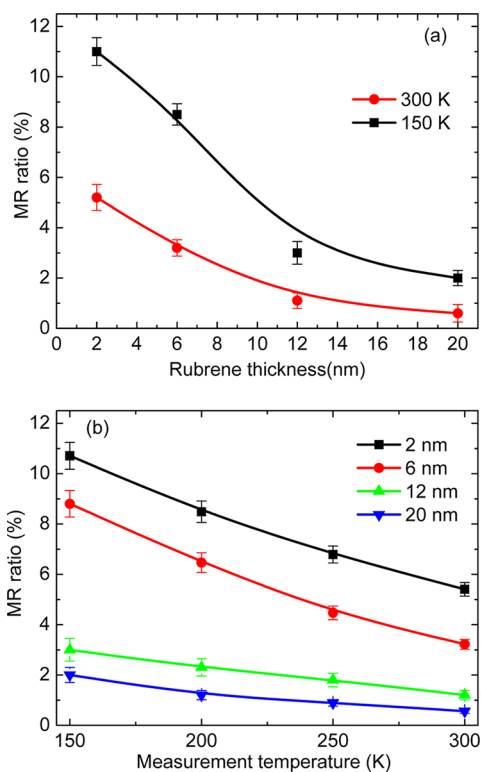 12
(a)
10
300 K
150 K
8
MR ratio (%)
6
4
2
0
0 2 4 6 8 10 12 14 16 18 20
Rubrene thickness(nm)
12
(b)
2 nm
10
6 nm
12 nm
8
20 nm
MR ratio (%)
6
4
2
0
150 200 250 300
Measurement temperature (K)